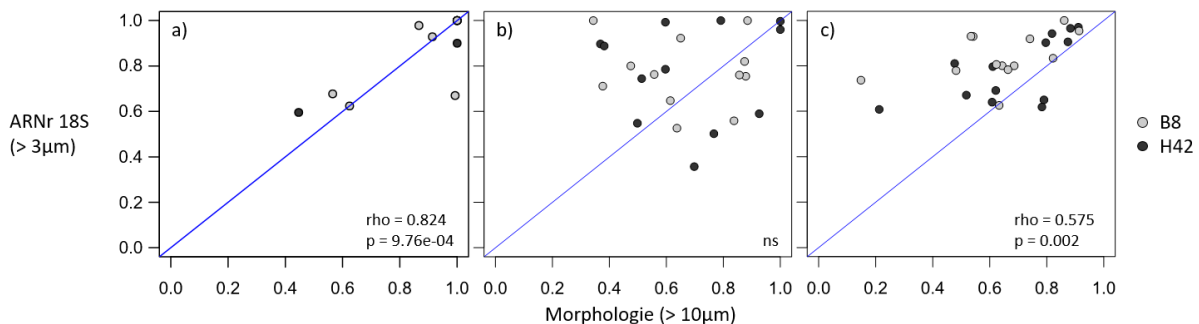 a)
b)
c)
1.0
0.8
0.6
0.4
0.2
0.0
ARNr 18S
(> 3µm)
B8
H42
rho = 0.824
p = 9.76e-04
ns
rho = 0.575
p = 0.002
0.0 0.2 0.4 0.6 0.8 1.0
0.0 0.2 0.4 0.6 0.8 1.0
0.0 0.2 0.4 0.6 0.8 1.0
Morphologie (> 10µm)